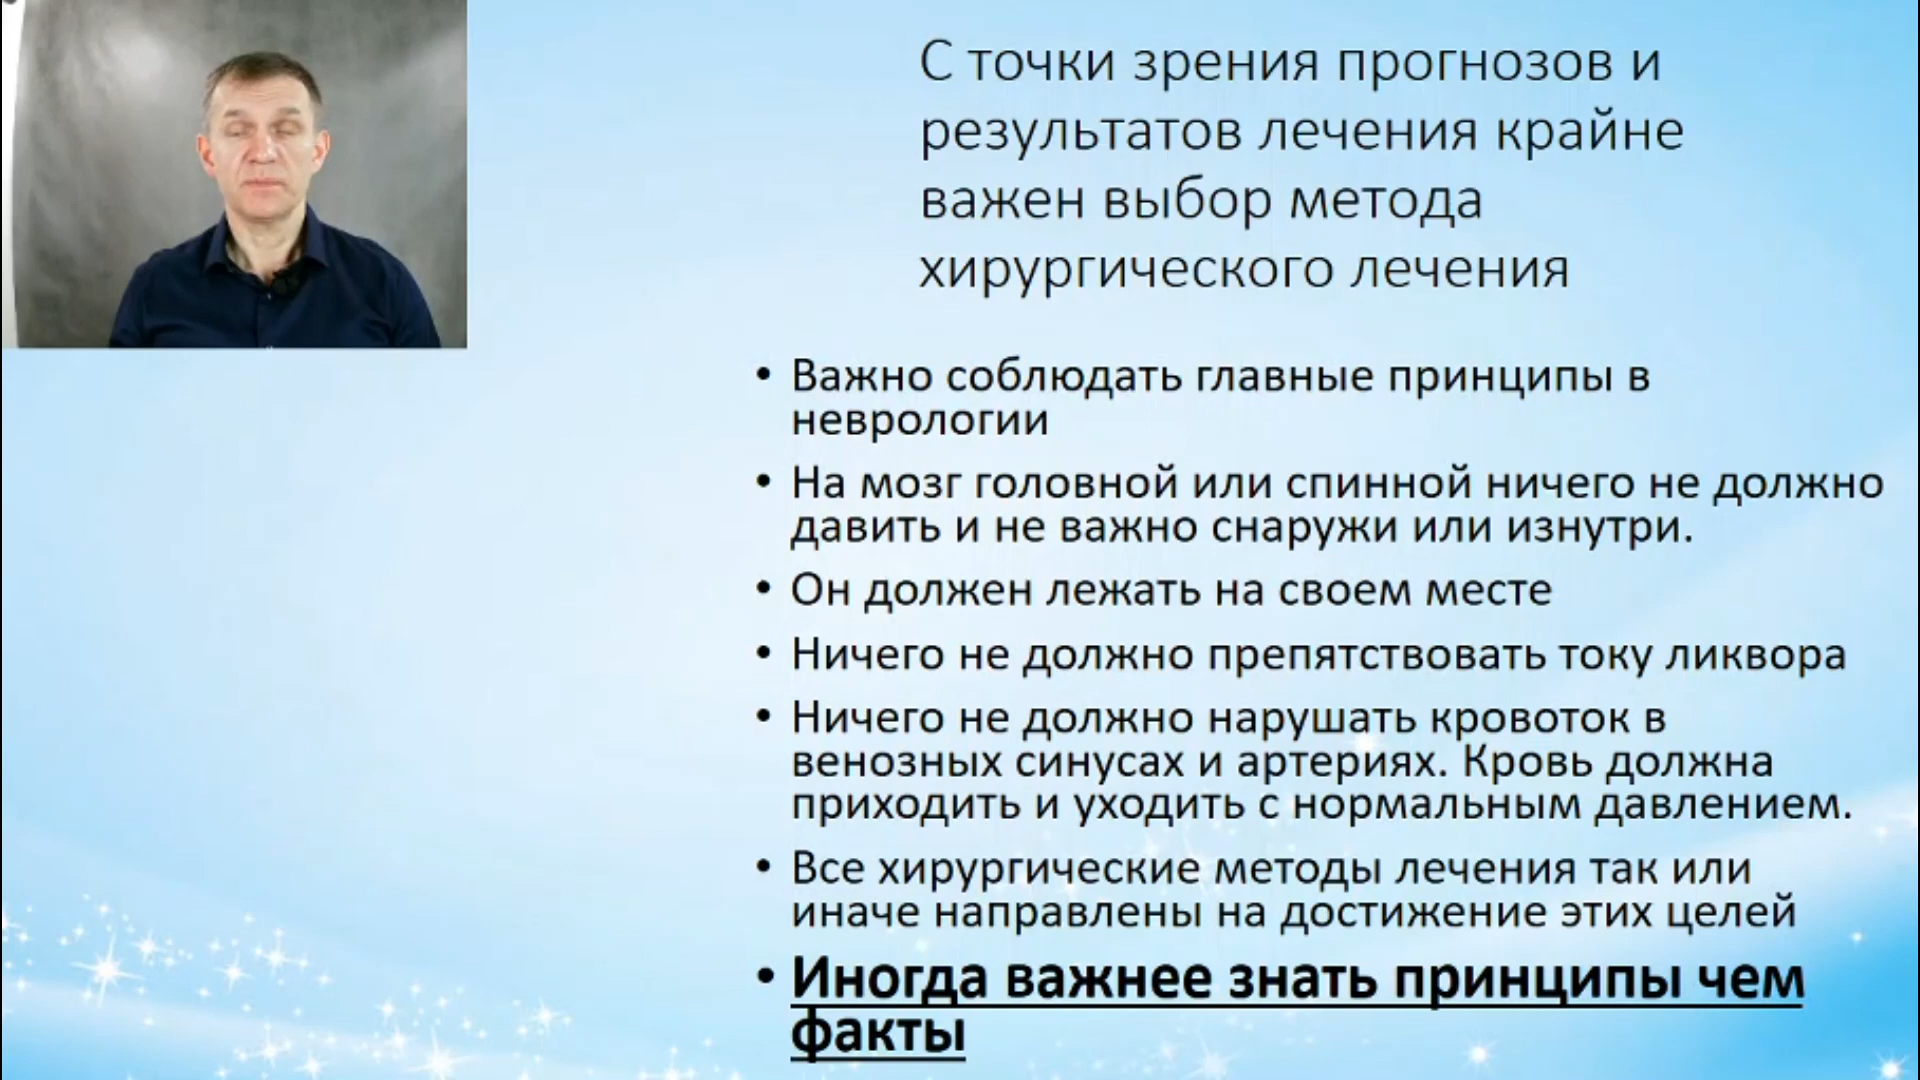 С точки зрения прогнозов и
результатов лечения крайне
важен выбор метода
хирургического лечения
• Важно соблюдать главные принципы в
неврологии
• На мозг головной или спинной ничего не должно
давить и не важно снаружи или изнутри.
• Он должен лежать на своем месте
• Ничего не должно препятствовать току ликвора
• Ничего не должно нарушать кровоток в
венозных синусах и артериях. Кровь должна
приходить и уходить с нормальным давлением.
• Все хирургические методы лечения так или
иначе направлены на достижение этих целей
• Иногда важнее знать принципы чем
факты